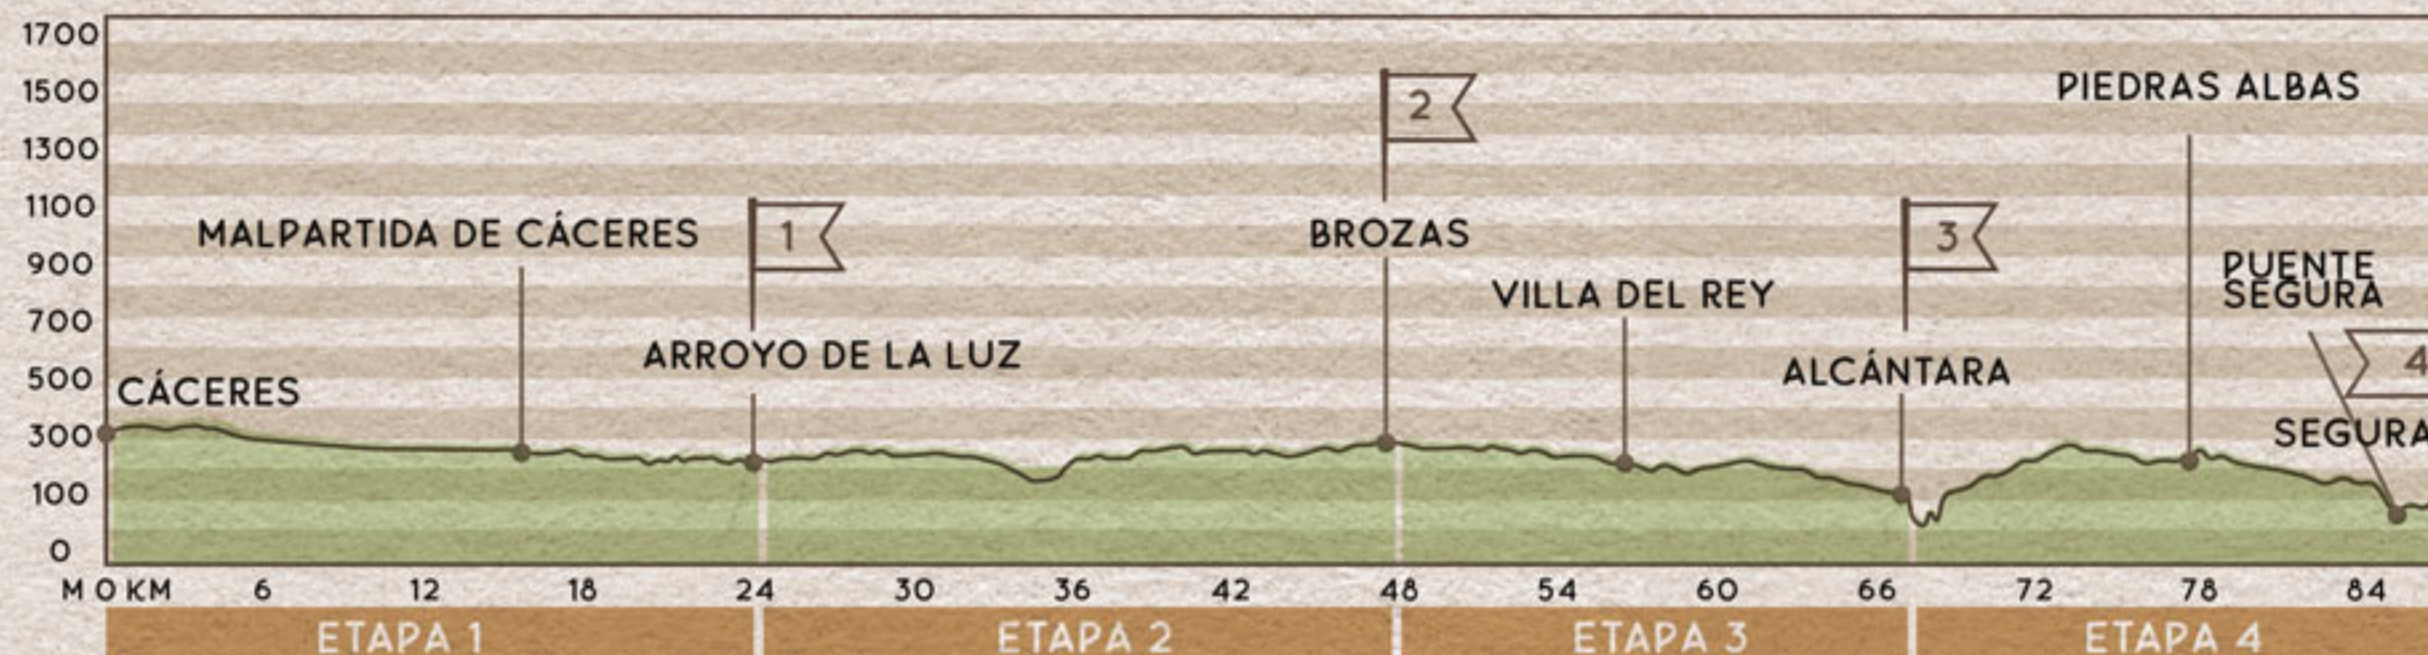 1700
1500
1300
1100
900
700
500
300
100
0
PIEDRAS ALBAS
2
MALPARTIDA DE CÁCERES
1
BROZAS
3
PUENTE
SEGURA
VILLA DEL REY
ARROYO DE LA LUZ
ALCÁNTARA
4
CÁCERES
SEGURA
M 0 KM 6 12 18 24 30 36 42 48 54 60 66 72 78 84
ETAPA 1 ETAPA 2 ETAPA 3 ETAPA 4